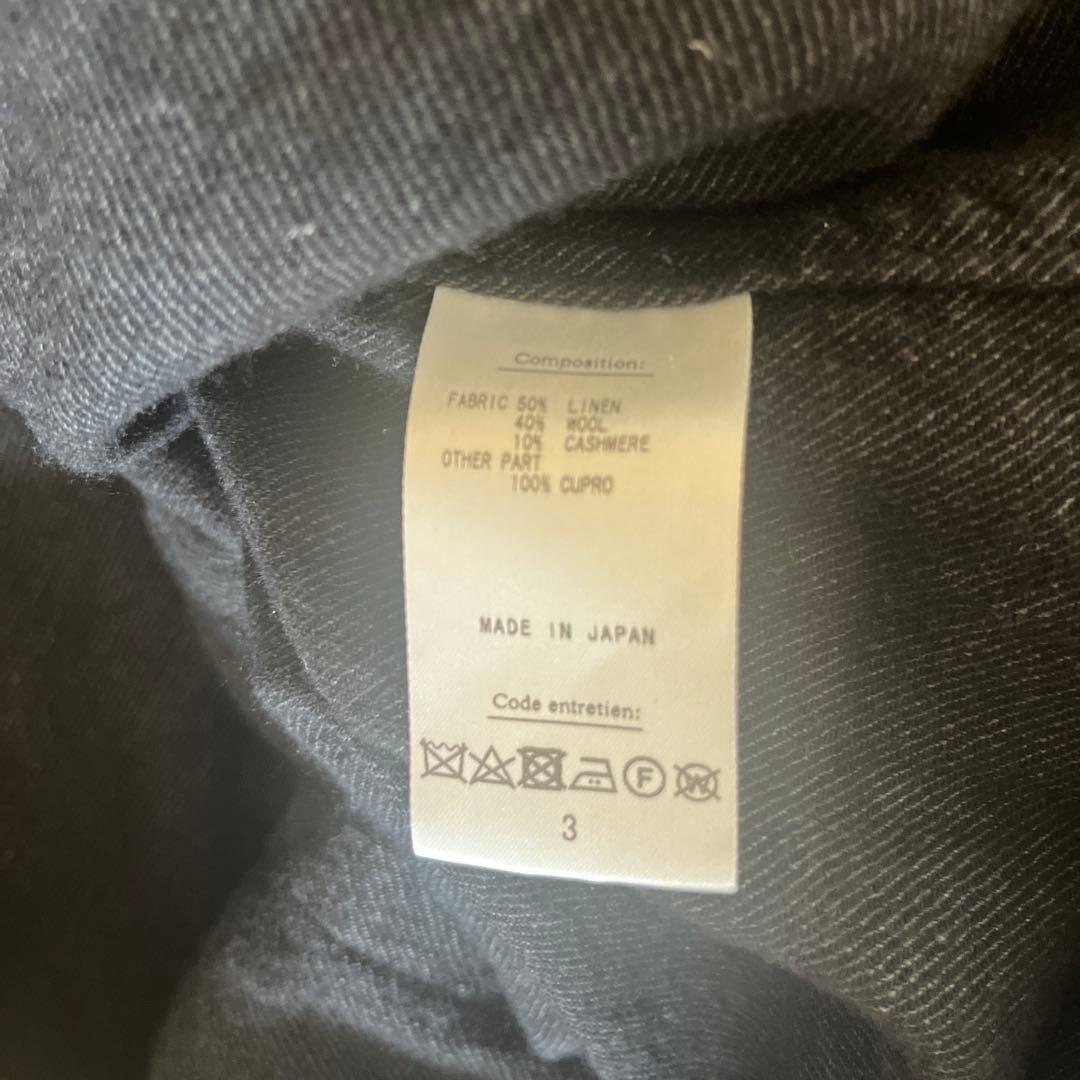 Composition:
FABRIC 50% LINEN
40% WOOL
10% CASHMERE
OTHER PART
100% CUPRO
MADE IN JAPAN
Code entretien:
F W
3